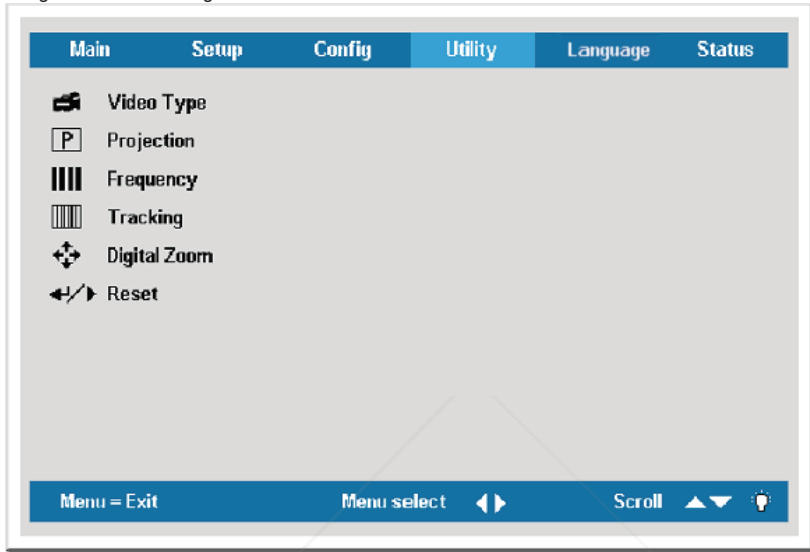 Main Setup Config Utility Language Status
Video Type
P Projection
Frequency
Tracking
Digital Zoom
Reset
Menu = Exit Menu select Scroll